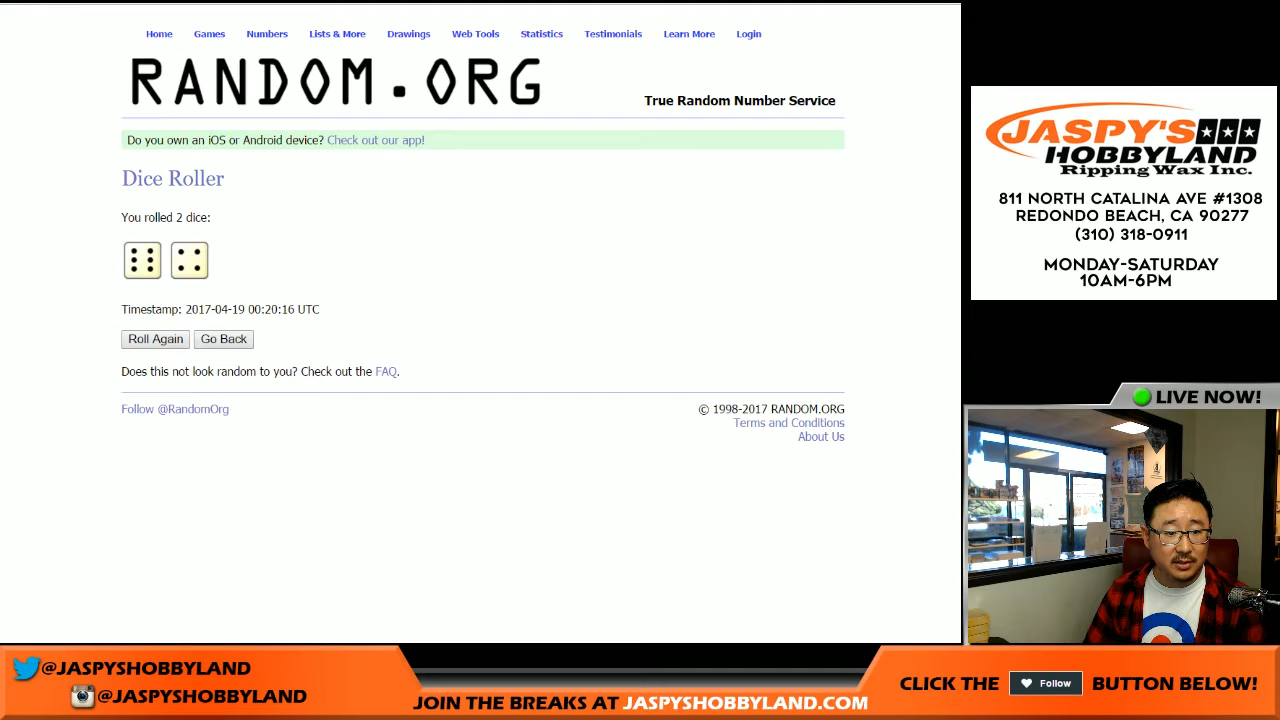 Home Games Numbers Lists & More Drawings Web Tools Statistics Testimonials Learn More Login
RANDOM.ORG
True Random Number Service
Do you own an iOS or Android device? Check out our app!
Dice Roller
You rolled 2 dice:
Timestamp: 2017-04-19 00:20:16 UTC
Roll Again Go Back
Does this not look random to you? Check out the FAQ.
Follow @RandomOrg
© 1998-2017 RANDOM.ORG
Terms and Conditions
About Us
JASPY'S
HOBBYLAND
Ripping Wax Inc.
811 NORTH CATALINA AVE #1308
REDONDO BEACH, CA 90277
(310) 318-0911
MONDAY-SATURDAY
10AM-6PM
LIVE NOW!
@JASPYSHOBBYLAND
@JASPYSHOBBYLAND
JOIN THE BREAKS AT JASPYSHOBBYLAND.COM
CLICK THE Follow BUTTON BELOW!